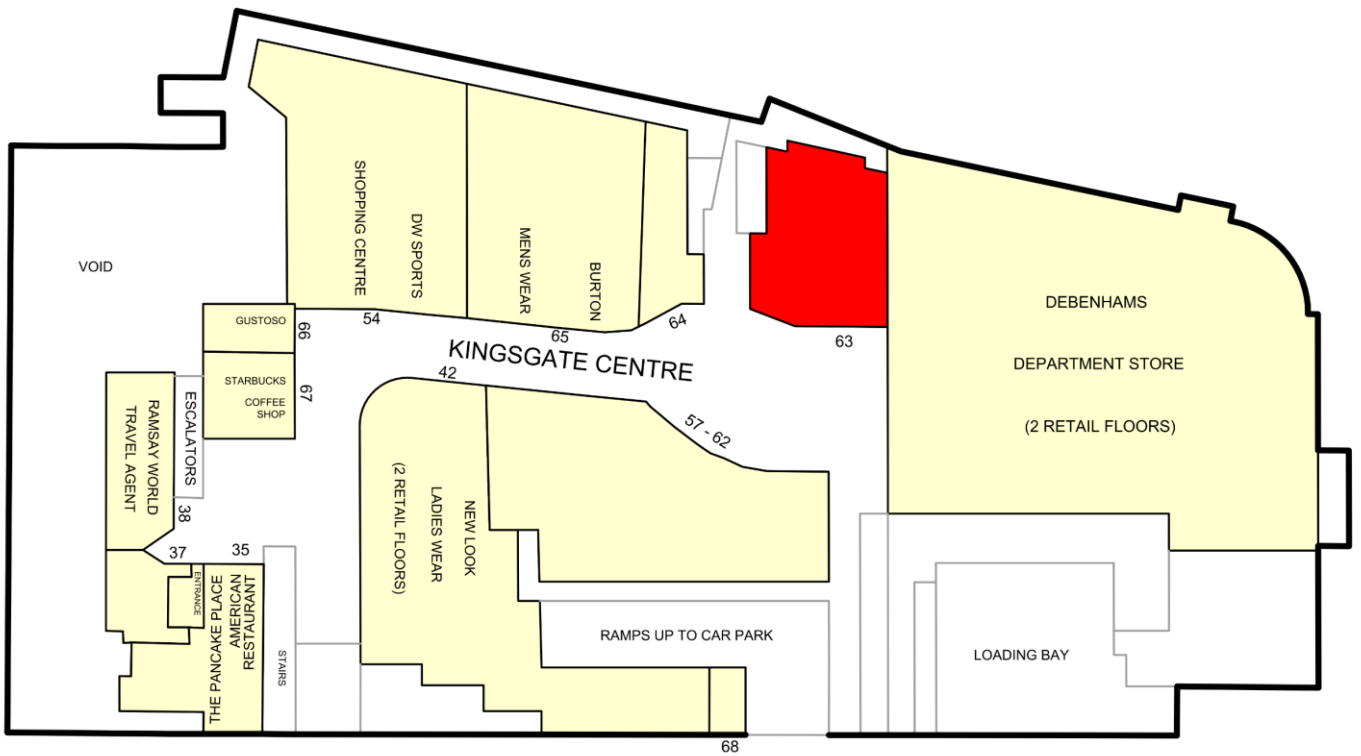 VOID
SHOPPING CENTRE
DW SPORTS
MENS WEAR
BURTON
54
65
64
63
KINGSGATE CENTRE
DEBENHAMS
DEPARTMENT STORE
(2 RETAIL FLOORS)
GUSTOSO
66
STARBUCKS
COFFEE
SHOP
67
42
57 - 62
RAMSAY WORLD
TRAVEL AGENT
ESCALATORS
38
37
35
ENTRANCE
THE PANCAKE PLACE
AMERICAN
RESTAURANT
STAIRS
NEW LOOK
LADIES WEAR
(2 RETAIL FLOORS)
RAMPS UP TO CAR PARK
LOADING BAY
68